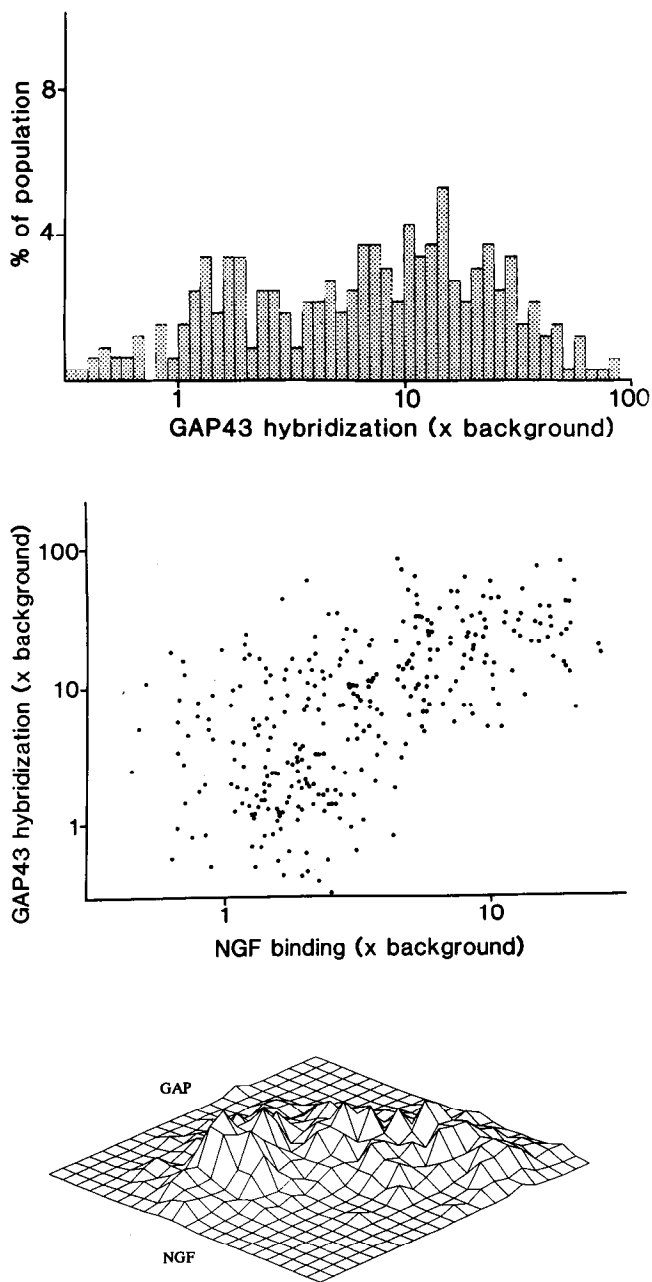 % of population
8
4
1
10
100
GAP43 hybridization (x background)
GAP43 hybridization (x background)
100
10
1
1
10
NGF binding (x background)
GAP
NGF